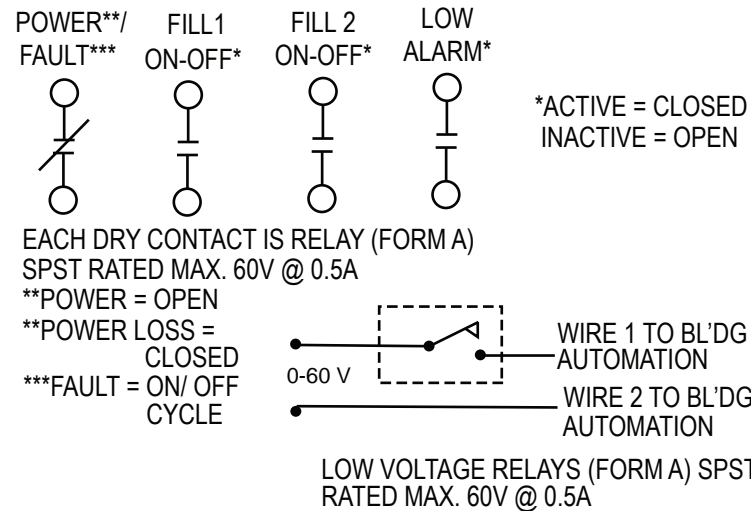 POWER**/
FAULT***
FILL1
ON-OFF*
FILL 2
ON-OFF*
LOW
ALARM*
*ACTIVE = CLOSED
INACTIVE = OPEN
EACH DRY CONTACT IS RELAY (FORM A)
SPST RATED MAX. 60V @ 0.5A
**POWER = OPEN
**POWER LOSS =
CLOSED
***FAULT = ON/ OFF
CYCLE
0-60 V
WIRE 1 TO BL'DG
AUTOMATION
WIRE 2 TO BL'DG
AUTOMATION
LOW VOLTAGE RELAYS (FORM A) SPST
RATED MAX. 60V @ 0.5A